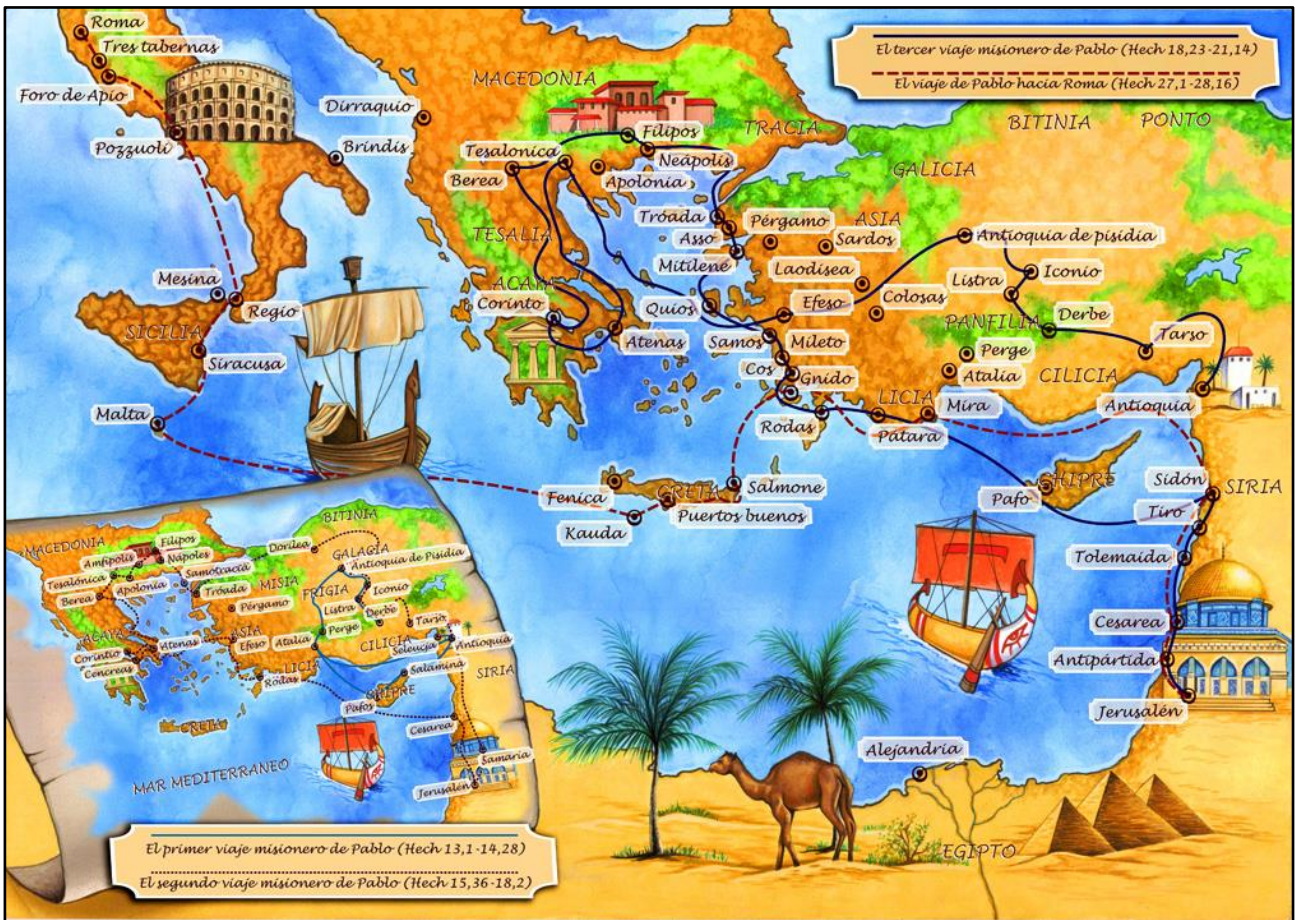 Roma
Tres tabernas
Foro de Apio
Pozzuoli
Dirraquio
Brindis
MACEDONIA
TRACIA
Filipos
Neápolis
Tesalonica
Berea
Apolonia
El tercer viaje misionero de Pablo (Hech 18,23-21,14)
El viaje de Pablo hacia Roma (Hech 27,1-28,16)
BITINIA
PONTO
GALICIA
ASIA
Tróada
Asso
Mitilene
Pérgamo
Sardos
Antioquia de pisidia
Laodisea
Listra
Iconio
TESALIA
ACAYA
Corinto
Atenas
Quíos
Efeso
Colosas
PANFILIA
Derbe
Tarso
Samos
Mileto
Perge
Atalia
CILICIA
Cos
Gnido
LICIA
Mira
Antioquía
Rodas
Pátara
Mesina
Regio
SICILIA
Siracusa
Malta
Fenica
CRETA
Salmone
Puertos buenos
Kauda
Pafo
CHIPRE
Sidón
SIRIA
Tiro
Tolemaida
Cesarea
Antipártida
Jerusalén
Alejandría
EGIPTO
MACEDONIA
Filipos
Amfípolis
Nápoles
Tesalónica
Samotracia
Apolonia
Berea
Tróada
BITINIA
Dorilea
GALACIA
Antioquia de Pisidia
MISIA
FRIGIA
Iconio
Pérgamo
Listra
Derbe
ACAYA
Atenas
ASIA
Efeso
Atalia
Perge
Tarso
CILICIA
Seleucja
Antioquía
Corintio
Cencreas
LICIA
Rodas
Salamina
SIRIA
CHIPRE
Pafos
CRETA
Cesarea
Samaria
Jerusalén
MAR MEDITERRANEO
El primer viaje misionero de Pablo (Hech 13,1-14,28)
El segundo viaje misionero de Pablo (Hech 15,36-18,2)